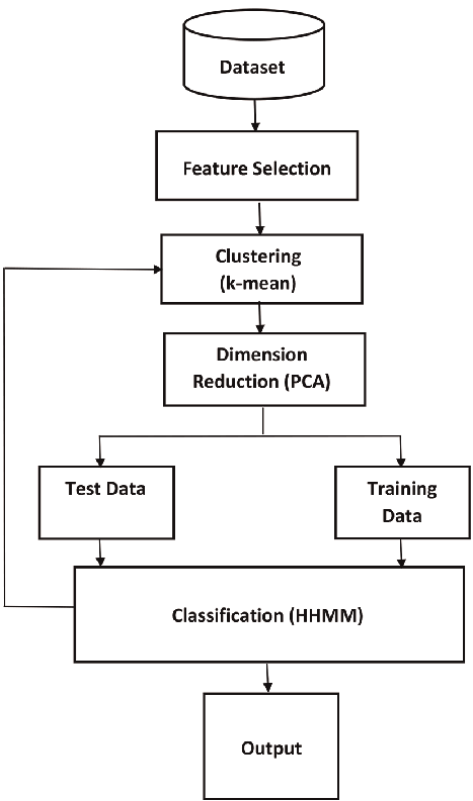 Dataset
Feature Selection
Clustering
(k-mean)
Dimension
Reduction (PCA)
Test Data
Training
Data
Classification (HHMM)
Output